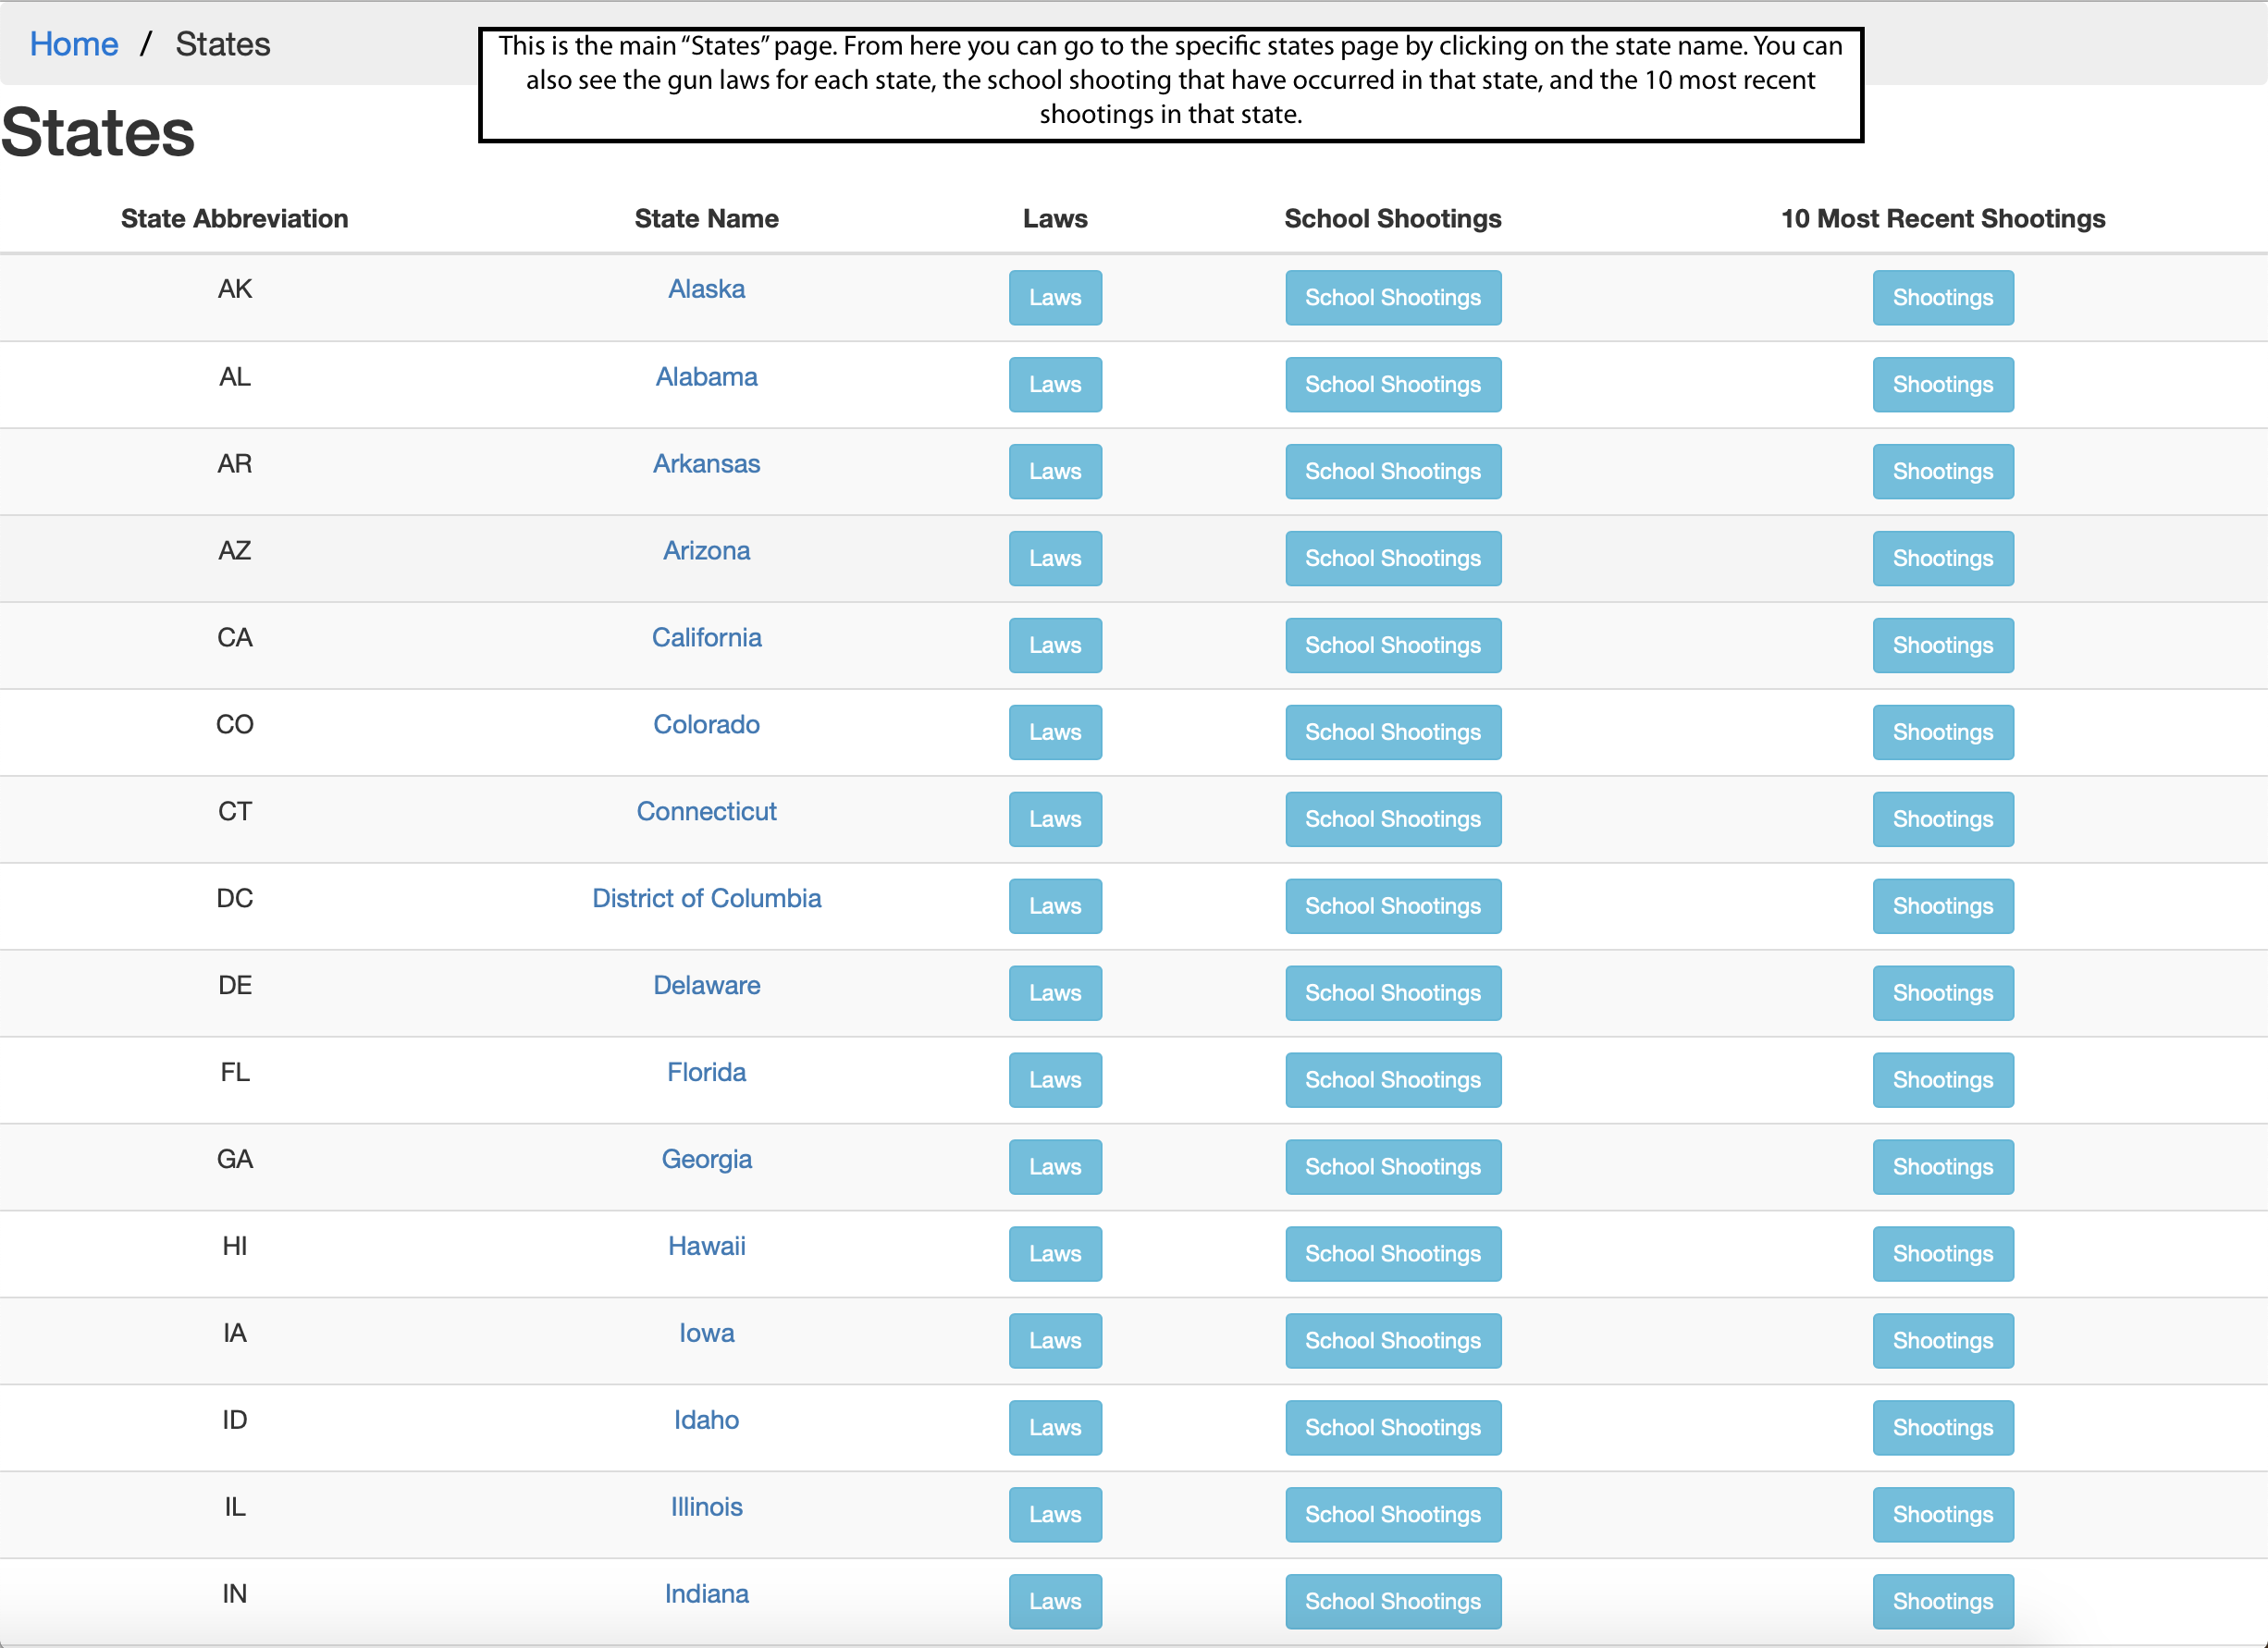 Home / States
This is the main “States” page. From here you can go to the specific states page by clicking on the state name. You can
also see the gun laws for each state, the school shooting that have occurred in that state, and the 10 most recent
shootings in that state.
States
State Abbreviation State Name Laws School Shootings 10 Most Recent Shootings
AK Alaska Laws School Shootings Shootings
AL Alabama Laws School Shootings Shootings
AR Arkansas Laws School Shootings Shootings
AZ Arizona Laws School Shootings Shootings
CA California Laws School Shootings Shootings
CO Colorado Laws School Shootings Shootings
CT Connecticut Laws School Shootings Shootings
DC District of Columbia Laws School Shootings Shootings
DE Delaware Laws School Shootings Shootings
FL Florida Laws School Shootings Shootings
GA Georgia Laws School Shootings Shootings
HI Hawaii Laws School Shootings Shootings
IA Iowa Laws School Shootings Shootings
ID Idaho Laws School Shootings Shootings
IL Illinois Laws School Shootings Shootings
IN Indiana Laws School Shootings Shootings